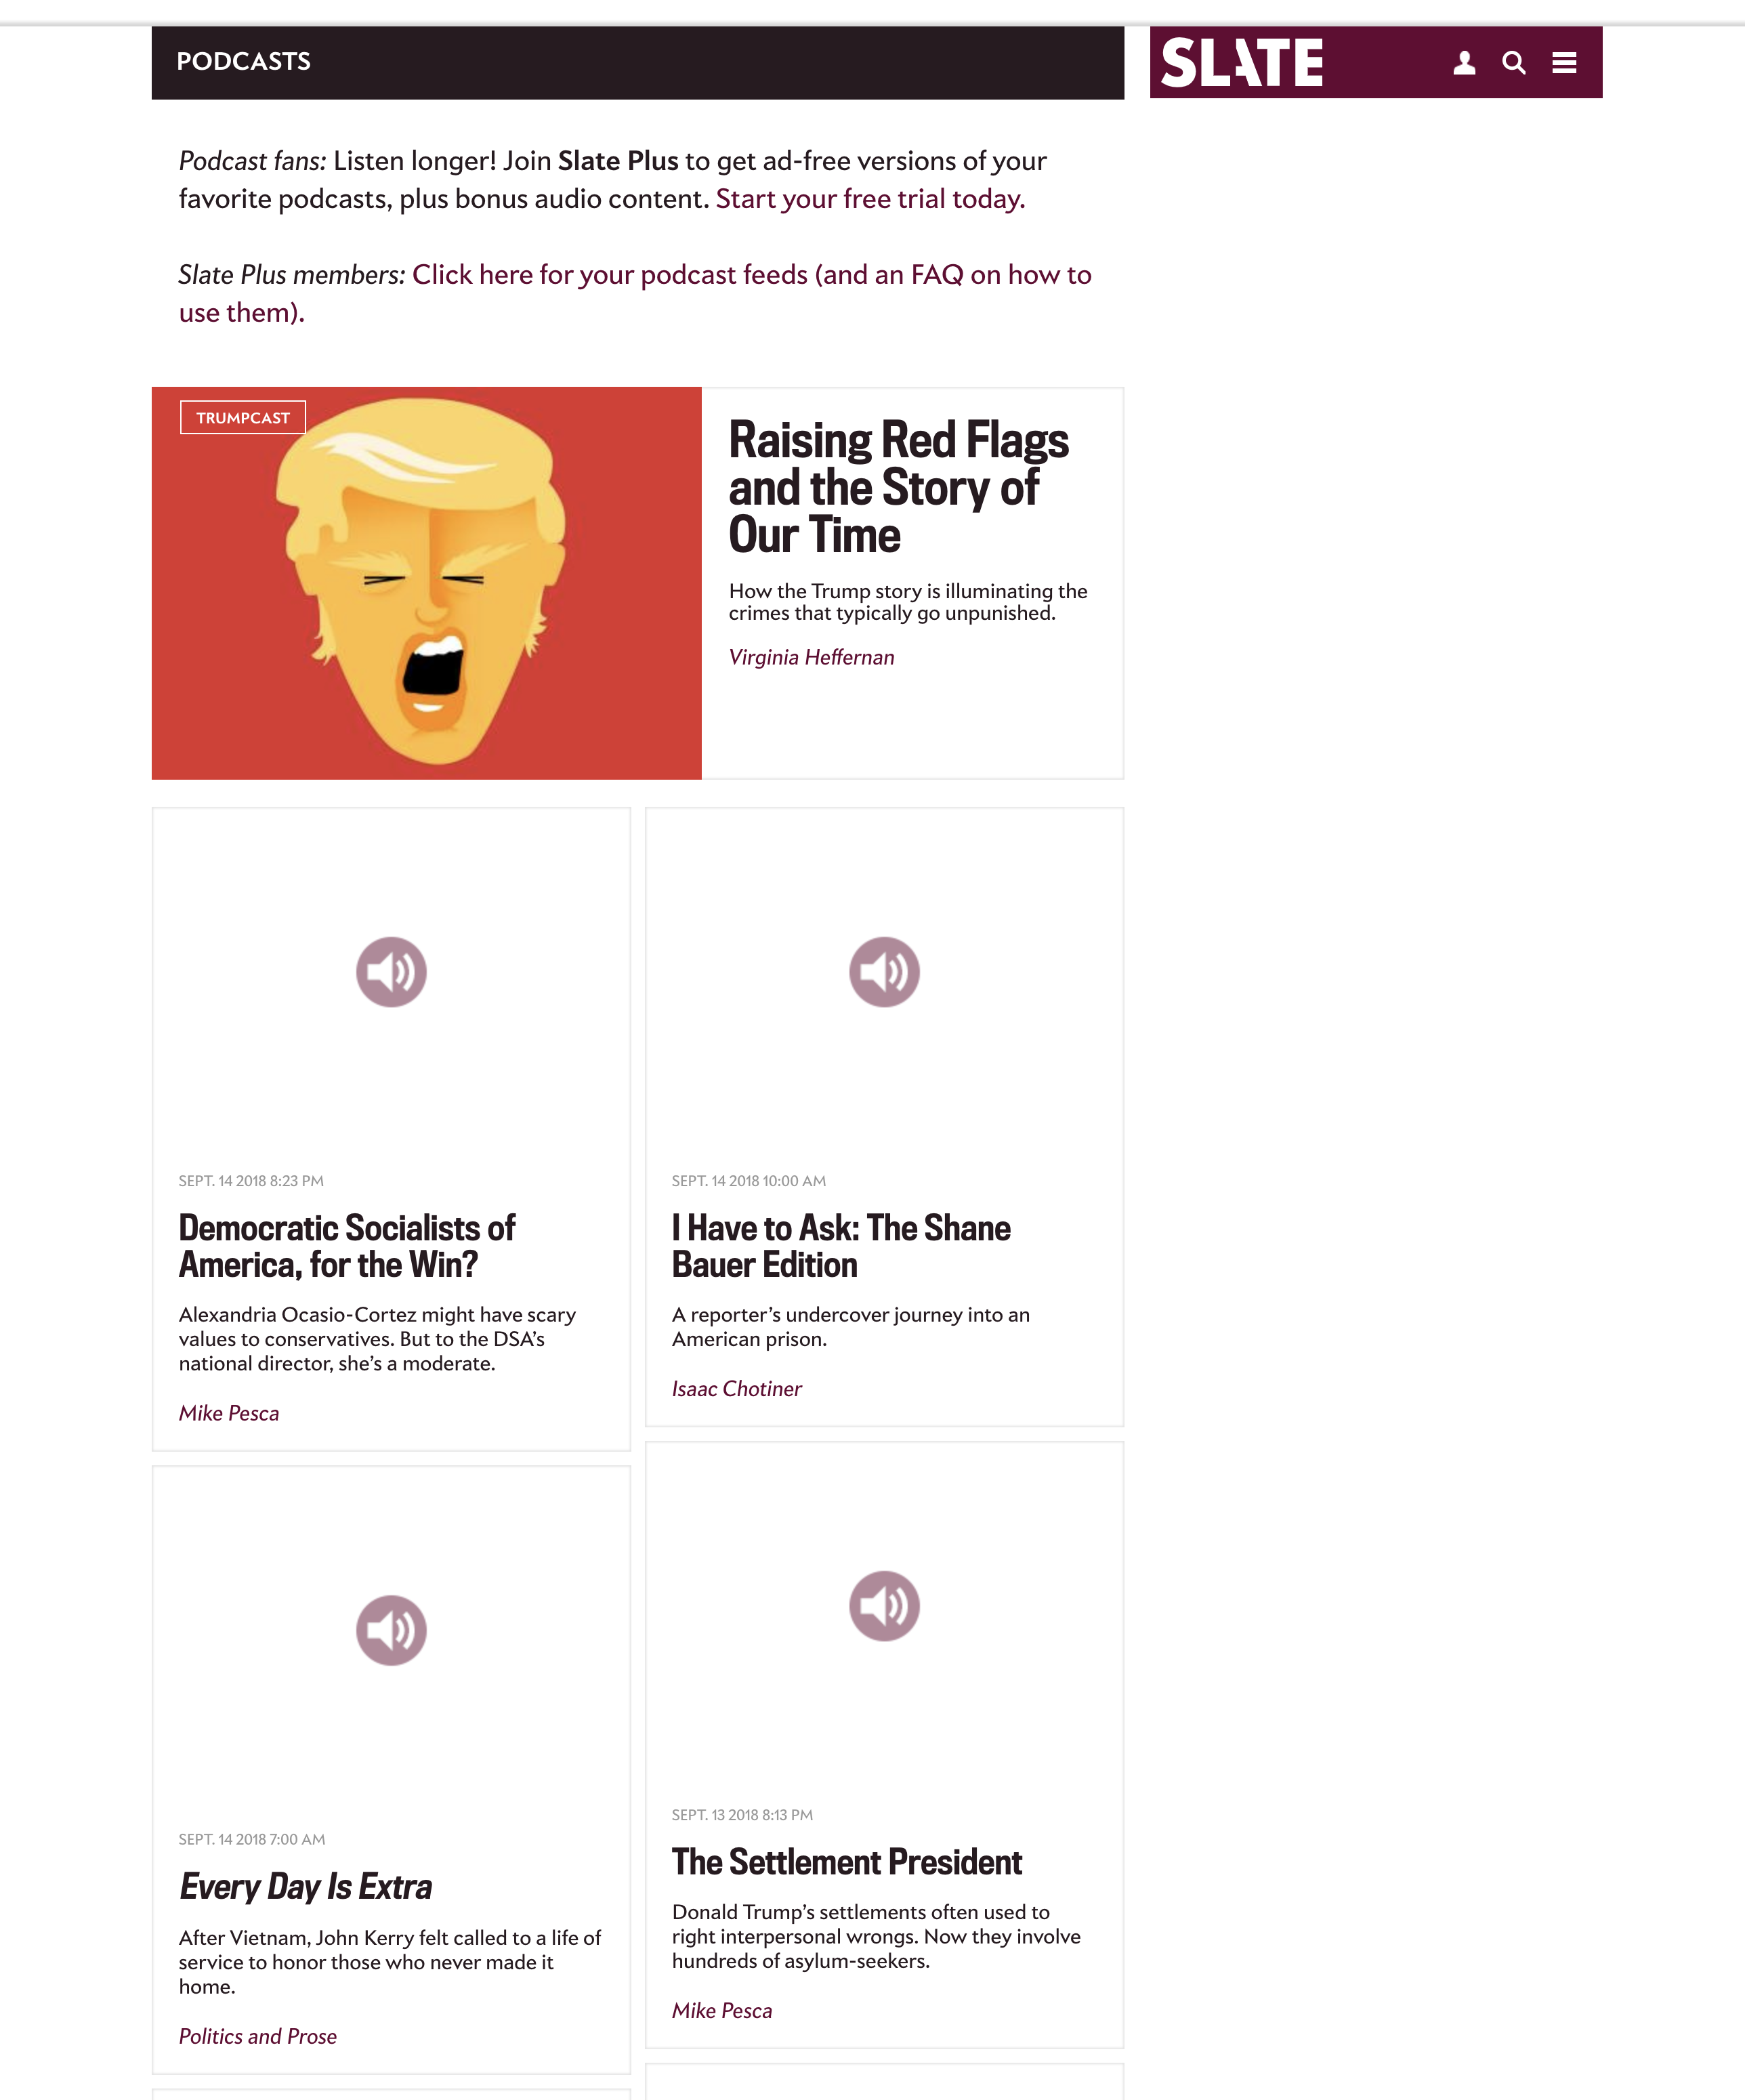 PODCASTS
SLATE
Podcast fans: Listen longer! Join Slate Plus to get ad-free versions of your
favorite podcasts, plus bonus audio content. Start your free trial today.
Slate Plus members: Click here for your podcast feeds (and an FAQ on how to
use them).
TRUMPCAST
Raising Red Flags
and the Story of
Our Time
How the Trump story is illuminating the
crimes that typically go unpunished.
Virginia Heffernan
SEPT. 14 2018 8:23 PM
Democratic Socialists of
America, for the Win?
Alexandria Ocasio-Cortez might have scary
values to conservatives. But to the DSA’s
national director, she’s a moderate.
Mike Pesca
SEPT. 14 2018 10:00 AM
I Have to Ask: The Shane
Bauer Edition
A reporter’s undercover journey into an
American prison.
Isaac Chotiner
SEPT. 14 2018 7:00 AM
Every Day Is Extra
After Vietnam, John Kerry felt called to a life of
service to honor those who never made it
home.
Politics and Prose
SEPT. 13 2018 8:13 PM
The Settlement President
Donald Trump’s settlements often used to
right interpersonal wrongs. Now they involve
hundreds of asylum-seekers.
Mike Pesca